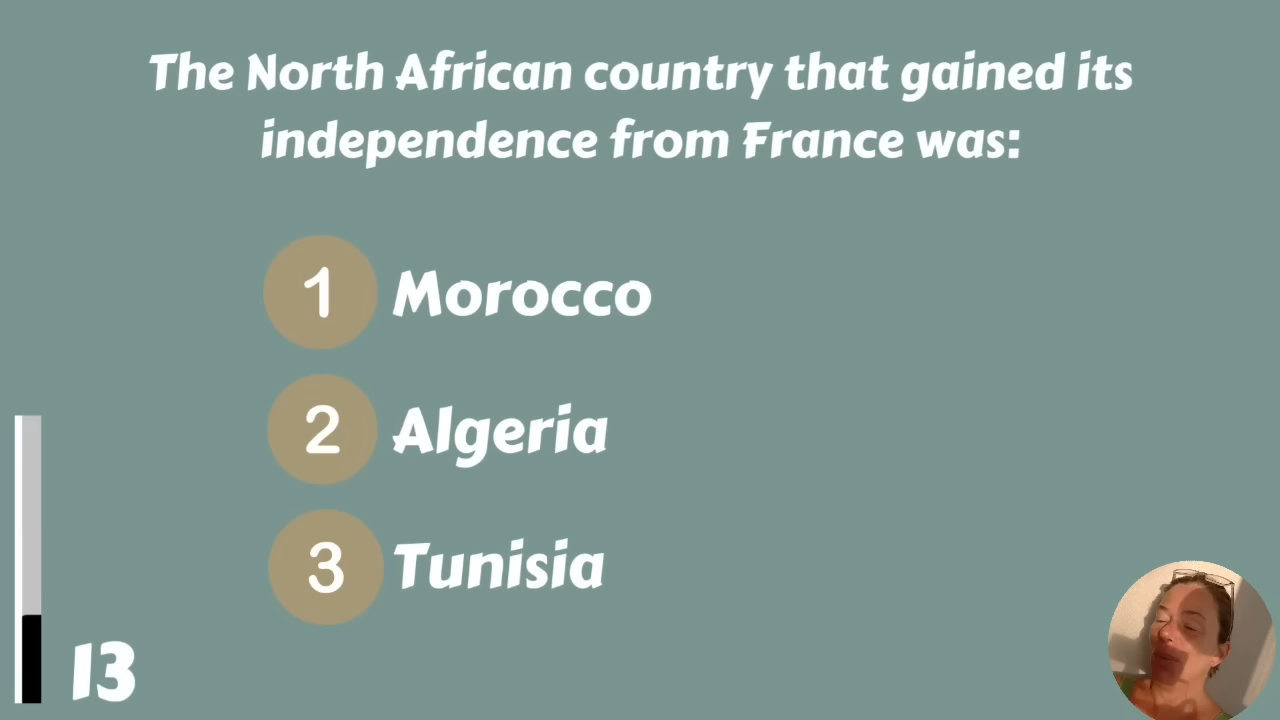 The North African country that gained its
independence from France was:
1 Morocco
2 Algeria
3 Tunisia
13